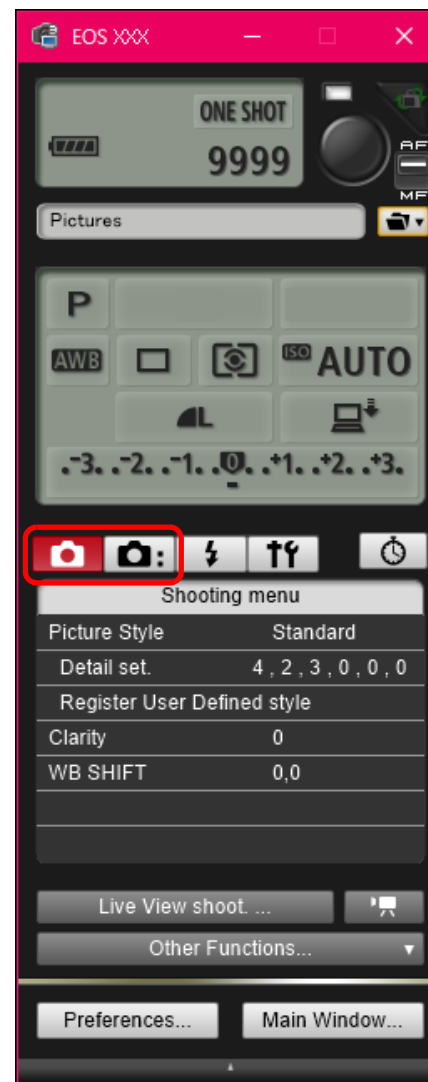 EOS XXX
ONE SHOT
9999
AF
MF
Pictures
P
AWB
ISO AUTO
L
.-3. .-2. .-1. .0. .+1. .+2. .+3.
Shooting menu
Picture Style Standard
Detail set. 4 , 2 , 3 , 0 , 0 , 0
Register User Defined style
Clarity 0
WB SHIFT 0,0
Live View shoot. ...
Other Functions...
Preferences... Main Window...